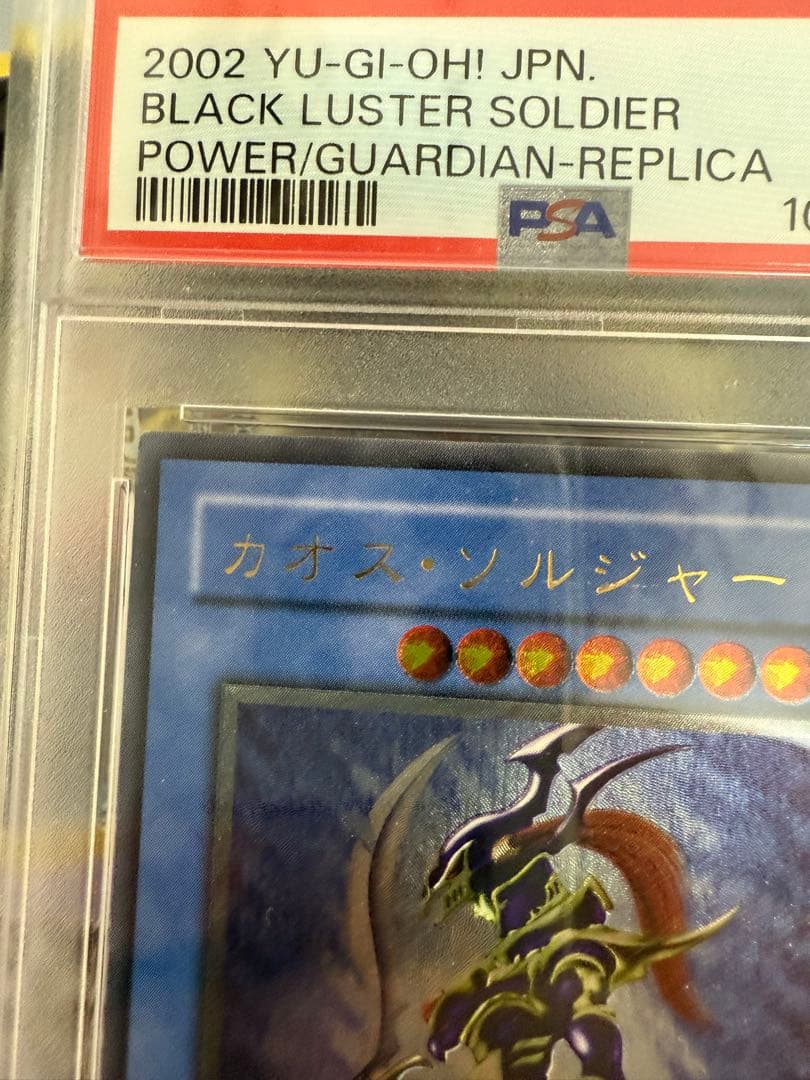 2002 YU-GI-OH! JPN.
BLACK LUSTER SOLDIER
POWER/GUARDIAN-REPLICA
PSA
カオス・ソルジャー